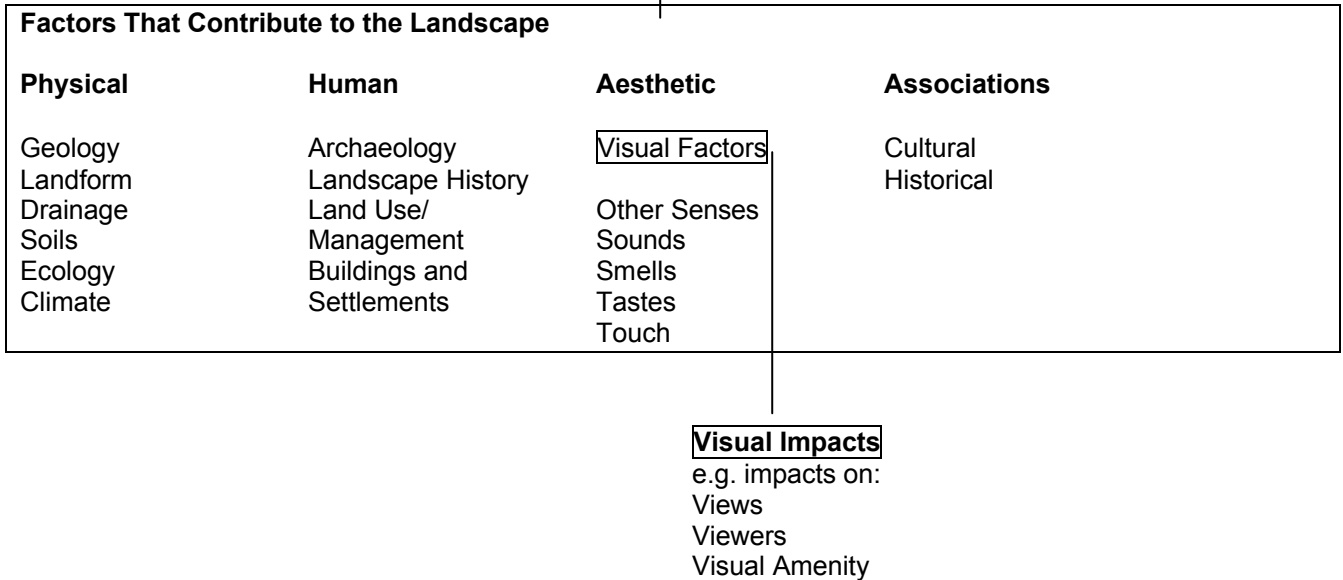 Factors That Contribute to the Landscape
Physical Human Aesthetic Associations
Geology Archaeology Visual Factors Cultural
Landform Landscape History Historical
Drainage Land Use/ Other Senses
Soils Management Sounds
Ecology Buildings and Smells
Climate Settlements Tastes
Touch
Visual Impacts
e.g. impacts on:
Views
Viewers
Visual Amenity